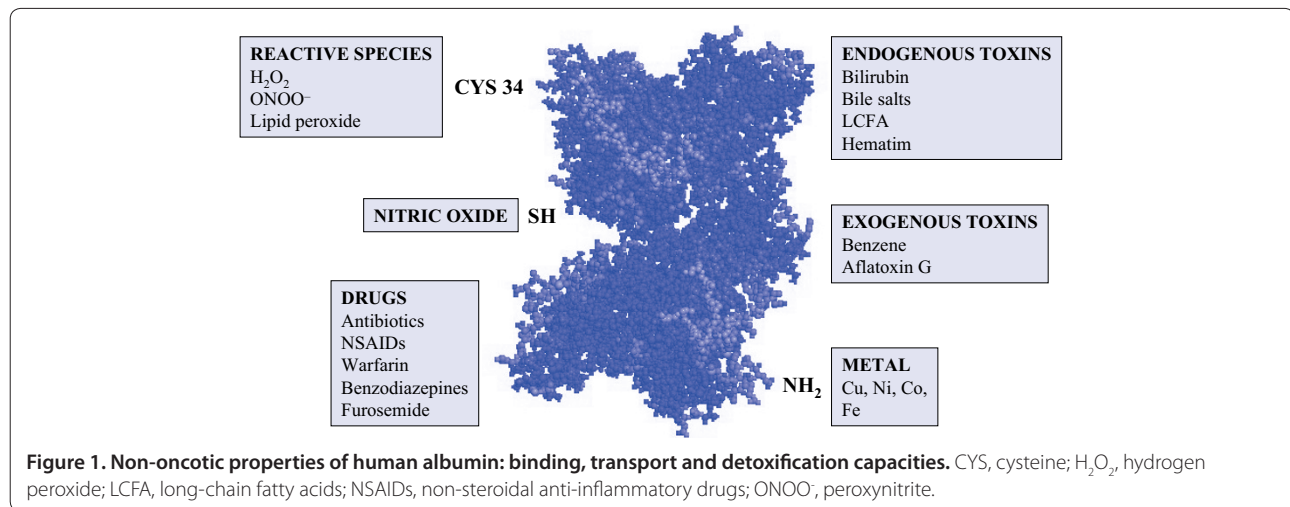 REACTIVE SPECIES
H₂O₂
ONOO⁻
Lipid peroxide
CYS 34
ENDOGENOUS TOXINS
Bilirubin
Bile salts
LCFA
Hematim
NITRIC OXIDE
SH
EXOGENOUS TOXINS
Benzene
Aflatoxin G
DRUGS
Antibiotics
NSAIDs
Warfarin
Benzodiazepines
Furosemide
NH₂
METAL
Cu, Ni, Co,
Fe
Figure 1. Non-oncotic properties of human albumin: binding, transport and detoxification capacities. CYS, cysteine; H₂O₂, hydrogen
peroxide; LCFA, long-chain fatty acids; NSAIDs, non-steroidal anti-inflammatory drugs; ONOO⁻, peroxynitrite.